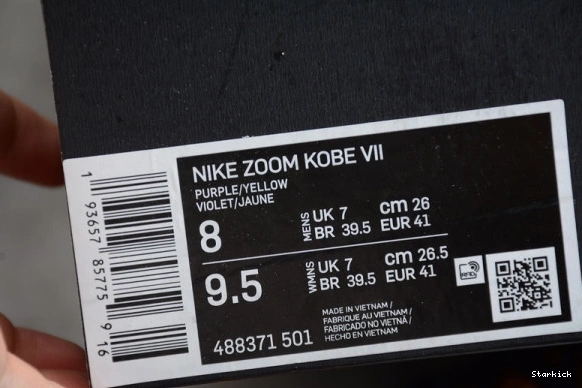 NIKE ZOOM KOBE VII
PURPLE/YELLOW
VIOLET/JAUNE
8 MENS UK 7 cm 26
BR 39.5 EUR 41
9.5 WMNS UK 7 cm 26.5
BR 39.5 EUR 41
RFID
MADE IN VIETNAM /
FABRIQUE AU VIETNAM /
FABRICADO NO VIETNÃ /
HECHO EN VIETNAM
488371 501
1 93657 85775 9 16
Starkick